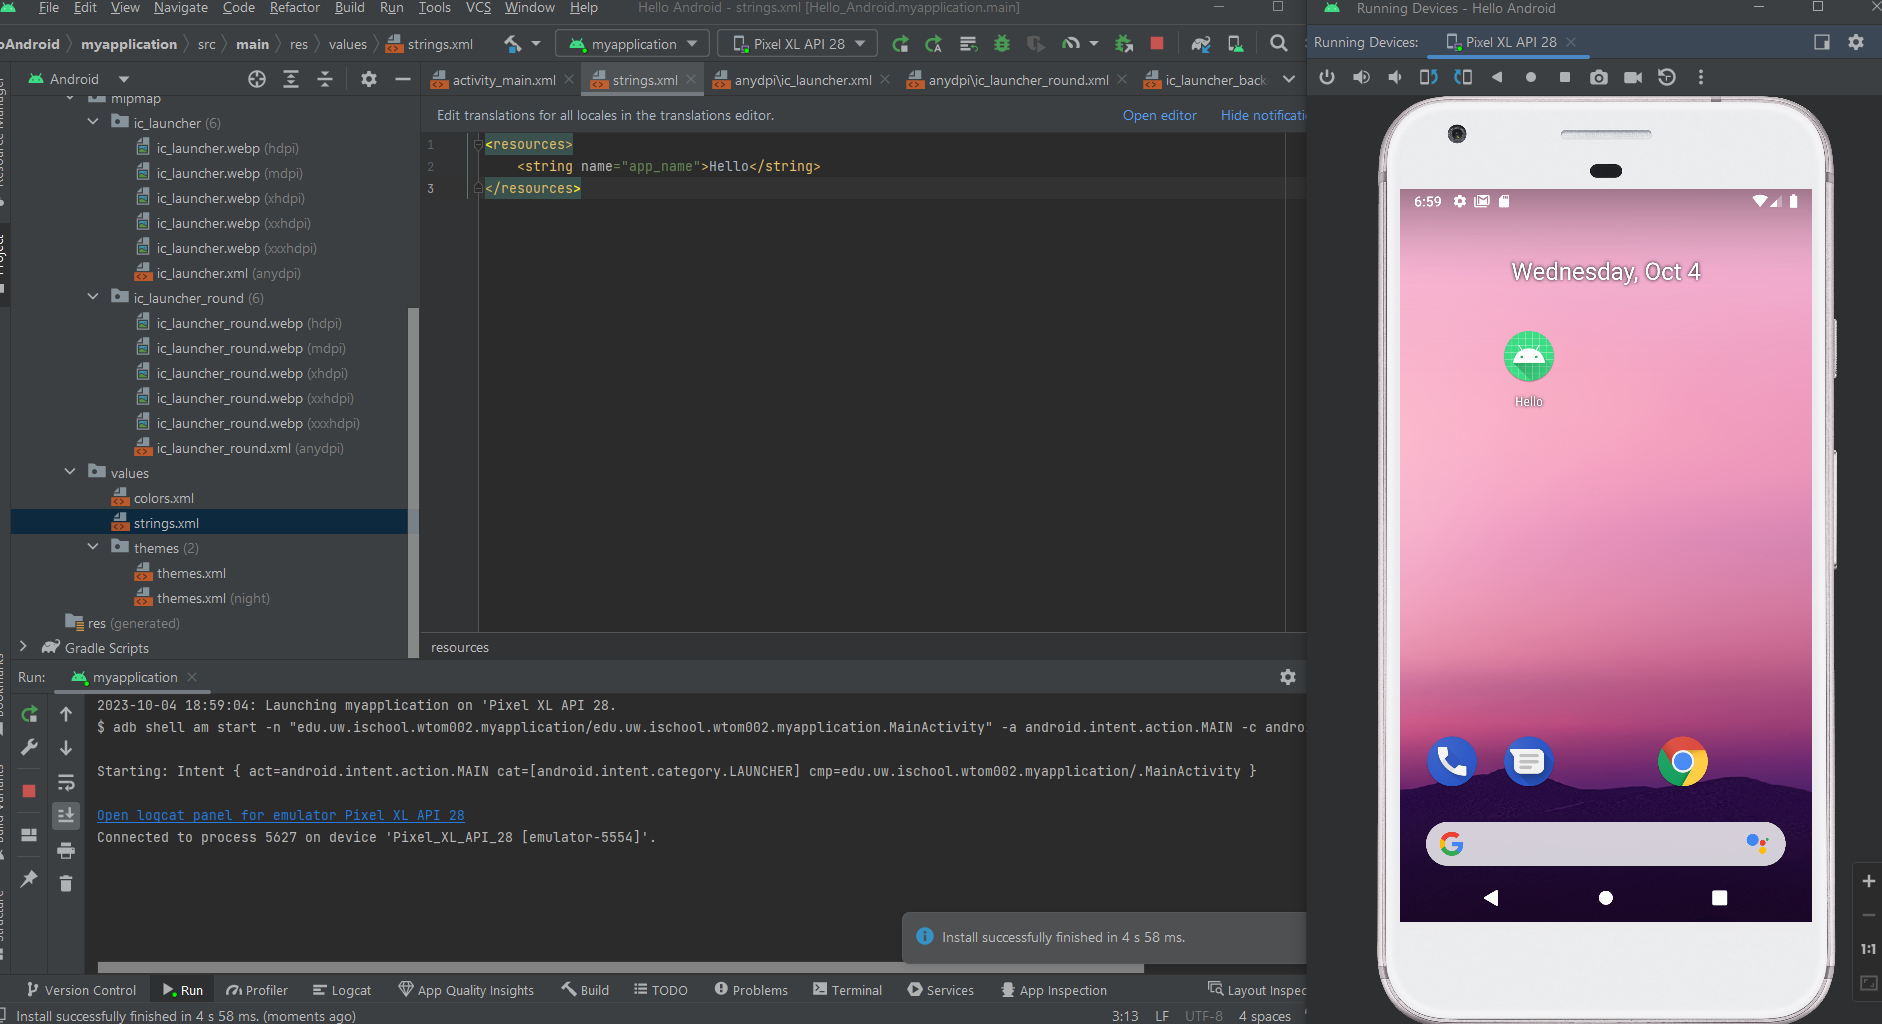 File Edit View Navigate Code Refactor Build Run Tools VCS Window Help Hello Android - strings.xml [Hello_Android.myapplication.main]
oAndroid myapplication src main res values strings.xml myapplication Pixel XL API 28
Android
activity_main.xml strings.xml anydpi\ic_launcher.xml anydpi\ic_launcher_round.xml ic_launcher_back
Edit translations for all locales in the translations editor. Open editor Hide notificati
mipmap
ic_launcher (6)
ic_launcher.webp (hdpi)
ic_launcher.webp (mdpi)
ic_launcher.webp (xhdpi)
ic_launcher.webp (xxhdpi)
ic_launcher.webp (xxxhdpi)
ic_launcher.xml (anydpi)
ic_launcher_round (6)
ic_launcher_round.webp (hdpi)
ic_launcher_round.webp (mdpi)
ic_launcher_round.webp (xhdpi)
ic_launcher_round.webp (xxhdpi)
ic_launcher_round.webp (xxxhdpi)
ic_launcher_round.xml (anydpi)
values
colors.xml
strings.xml
themes (2)
themes.xml
themes.xml (night)
res (generated)
Gradle Scripts
1 <resources>
2 <string name="app_name">Hello</string>
3 </resources>
resources
Project
Run: myapplication
2023-10-04 18:59:04: Launching myapplication on 'Pixel XL API 28.
$ adb shell am start -n "edu.uw.ischool.wtom002.myapplication/edu.uw.ischool.wtom002.myapplication.MainActivity" -a android.intent.action.MAIN -c andro
Starting: Intent { act=android.intent.action.MAIN cat=[android.intent.category.LAUNCHER] cmp=edu.uw.ischool.wtom002.myapplication/.MainActivity }
Open logcat panel for emulator Pixel XL API 28
Connected to process 5627 on device 'Pixel_XL_API_28 [emulator-5554]'.
Install successfully finished in 4 s 58 ms.
Version Control Run Profiler Logcat App Quality Insights Build TODO Problems Terminal Services App Inspection Layout Inspec
Install successfully finished in 4 s 58 ms. (moments ago) 3:13 LF UTF-8 4 spaces
Running Devices - Hello Android
Running Devices: Pixel XL API 28
6:59
Wednesday, Oct 4
Hello
G
1:1